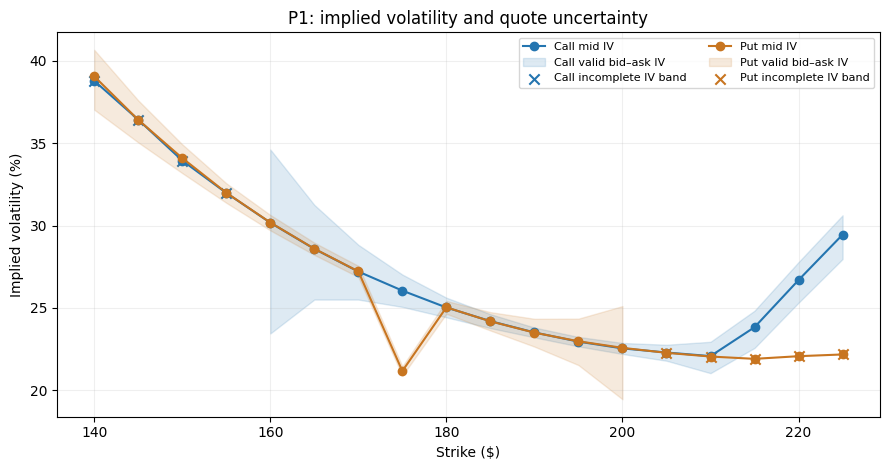 P1: implied volatility and quote uncertainty
Call mid IV
Call valid bid–ask IV
Call incomplete IV band
Put mid IV
Put valid bid–ask IV
Put incomplete IV band
Implied volatility (%)
40
35
30
25
20
140
160
180
200
220
Strike ($)